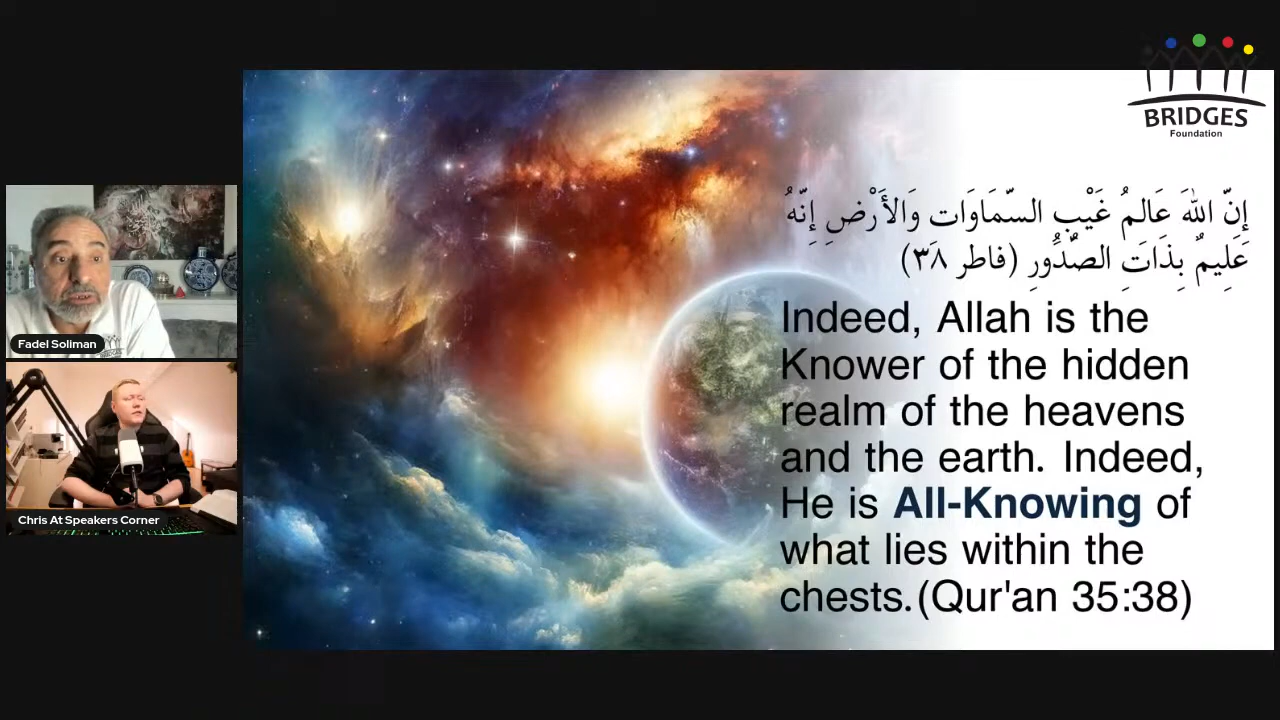 BRIDGES
Foundation
إِنّ اللهَ عَالِمُ غَيْبِ السّمَاوَات وَالأَرْضِ إِنّهُ
عَلِيمٌ بِذَاتَِ الصّدُورِ (فاطر ٣٨)
Indeed, Allah is the
Knower of the hidden
realm of the heavens
and the earth. Indeed,
He is All-Knowing of
what lies within the
chests.(Qur'an 35:38)
Fadel Soliman
Chris At Speakers Corner